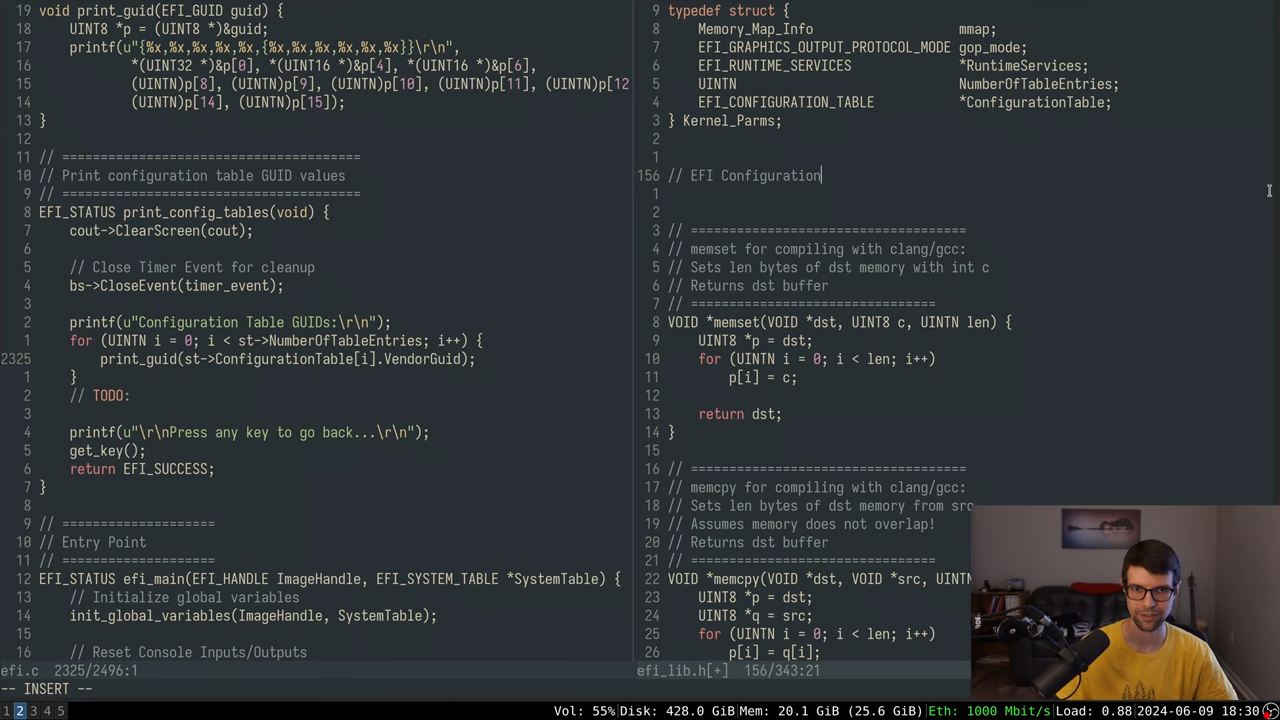 19 void print_guid(EFI_GUID guid) {
18     UINT8 *p = (UINT8 *)&guid;
17     printf(u"{%x,%x,%x,%x,%x,{%x,%x,%x,%x,%x,%x}}\r\n",
16             *(UINT32 *)&p[0], *(UINT16 *)&p[4], *(UINT16 *)&p[6],
15             (UINTN)p[8], (UINTN)p[9], (UINTN)p[10], (UINTN)p[11], (UINTN)p[12
14             (UINTN)p[14], (UINTN)p[15]);
13 }
12
11 // =======================================
10 // Print configuration table GUID values
9 // =======================================
8 EFI_STATUS print_config_tables(void) {
7     cout->ClearScreen(cout);
6
5     // Close Timer Event for cleanup
4     bs->CloseEvent(timer_event);
3
2     printf(u"Configuration Table GUIDs:\r\n");
1     for (UINTN i = 0; i < st->NumberOfTableEntries; i++) {
2325         print_guid(st->ConfigurationTable[i].VendorGuid);
1     }
2     // TODO:
3
4     printf(u"\r\nPress any key to go back...\r\n");
5     get_key();
6     return EFI_SUCCESS;
7 }
8
9 // ====================
10 // Entry Point
11 // ====================
12 EFI_STATUS efi_main(EFI_HANDLE ImageHandle, EFI_SYSTEM_TABLE *SystemTable) {
13     // Initialize global variables
14     init_global_variables(ImageHandle, SystemTable);
15
16     // Reset Console Inputs/Outputs
efi.c  2325/2496:1
-- INSERT --
9 typedef struct {
8     Memory_Map_Info                   mmap;
7     EFI_GRAPHICS_OUTPUT_PROTOCOL_MODE gop_mode;
6     EFI_RUNTIME_SERVICES              *RuntimeServices;
5     UINTN                             NumberOfTableEntries;
4     EFI_CONFIGURATION_TABLE           *ConfigurationTable;
3 } Kernel_Parms;
2
1
156 // EFI Configuration
1
2
3 // ====================================
4 // memset for compiling with clang/gcc:
5 // Sets len bytes of dst memory with int c
6 // Returns dst buffer
7 // ================================
8 VOID *memset(VOID *dst, UINT8 c, UINTN len) {
9     UINT8 *p = dst;
10     for (UINTN i = 0; i < len; i++)
11         p[i] = c;
12
13     return dst;
14 }
15
16 // ====================================
17 // memcpy for compiling with clang/gcc:
18 // Sets len bytes of dst memory from src
19 // Assumes memory does not overlap!
20 // Returns dst buffer
21 // ================================
22 VOID *memcpy(VOID *dst, VOID *src, UINTN
23     UINT8 *p = dst;
24     UINT8 *q = src;
25     for (UINTN i = 0; i < len; i++)
26         p[i] = q[i];
efi_lib.h[+]  156/343:21
1 2 3 4 5
Vol: 55% Disk: 428.0 GiB Mem: 20.1 GiB (25.6 GiB) Eth: 1000 Mbit/s Load: 0.88 2024-06-09 18:30